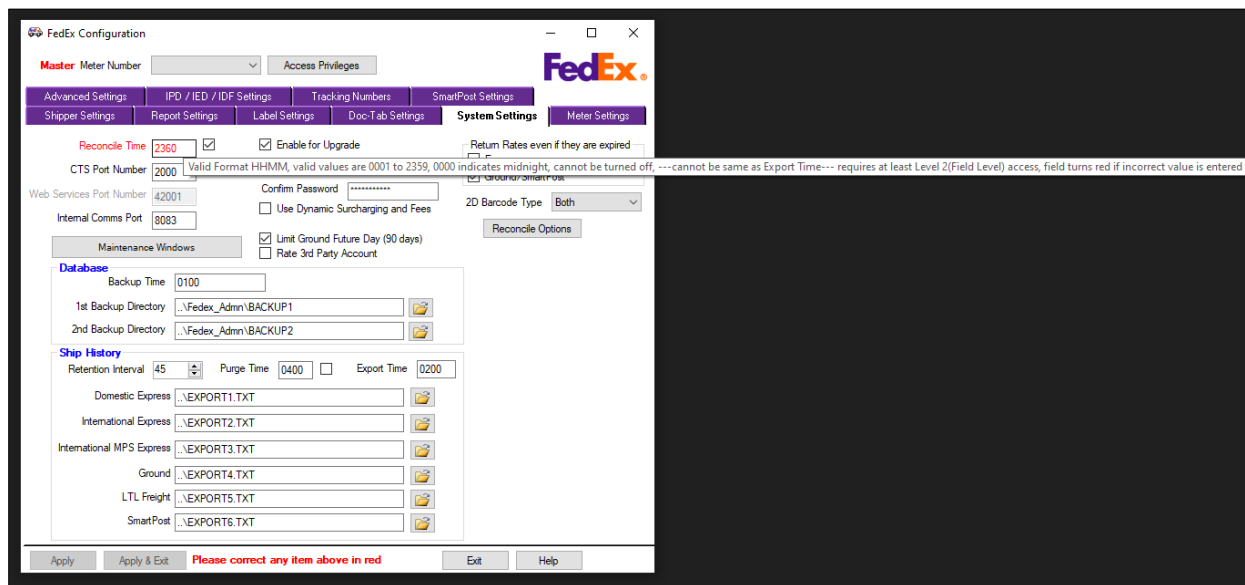 FedEx Configuration
Master Meter Number Access Privileges
FedEx®
Advanced Settings IPD / IED / IDF Settings Tracking Numbers SmartPost Settings
Shipper Settings Report Settings Label Settings Doc-Tab Settings System Settings Meter Settings
Reconcile Time 2360 Enable for Upgrade Return Rates even if they are expired
CTS Port Number 2000 Valid Format HHMM, valid values are 0001 to 2359, 0000 indicates midnight, cannot be turned off, ---cannot be same as Export Time--- requires at least Level 2(Field Level) access, field turns red if incorrect value is entered
Ground/SmartPost
Web Services Port Number 42001 Confirm Password ***********
Use Dynamic Surcharging and Fees 2D Barcode Type Both
Internal Comms Port 8083
Reconcile Options
Maintenance Windows Limit Ground Future Day (90 days)
Rate 3rd Party Account
Database
Backup Time 0100
1st Backup Directory ..\Fedex_Admn\BACKUP1
2nd Backup Directory ..\Fedex_Admn\BACKUP2
Ship History
Retention Interval 45 Purge Time 0400 Export Time 0200
Domestic Express ..\EXPORT1.TXT
International Express ..\EXPORT2.TXT
International MPS Express ..\EXPORT3.TXT
Ground ..\EXPORT4.TXT
LTL Freight ..\EXPORT5.TXT
SmartPost ..\EXPORT6.TXT
Apply Apply & Exit Please correct any item above in red Exit Help